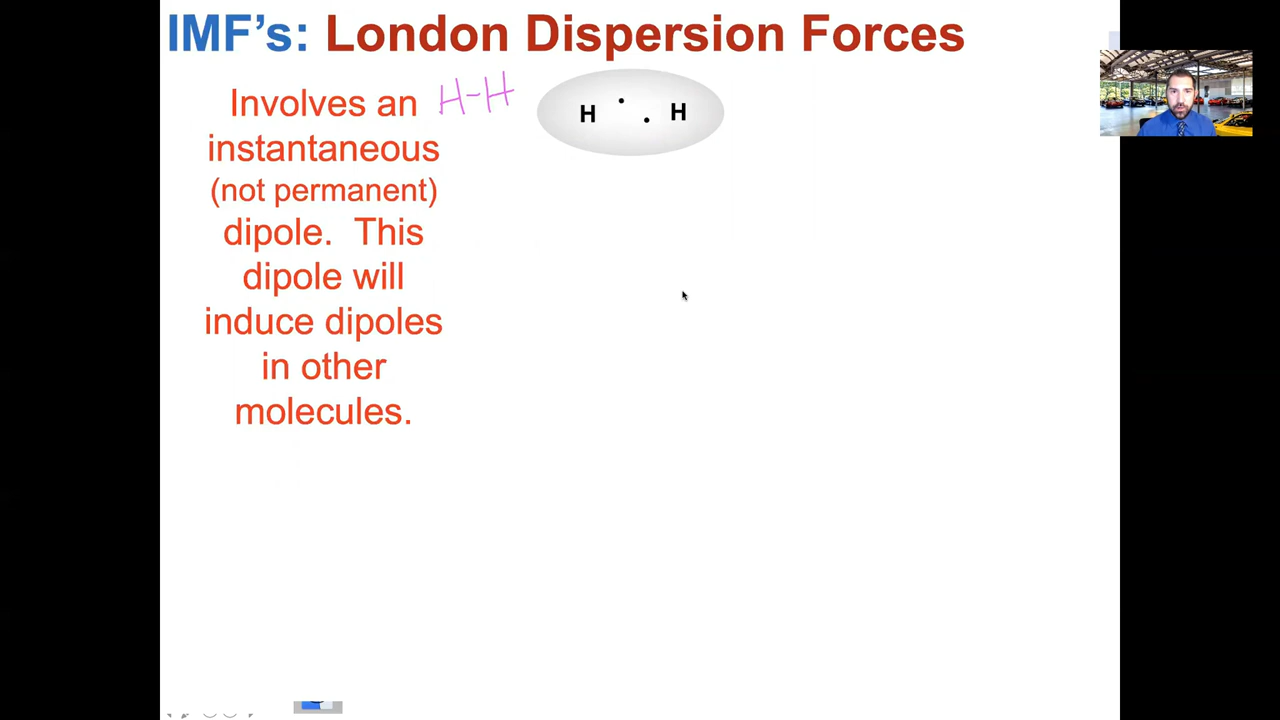 IMF's: London Dispersion Forces
Involves an
instantaneous
(not permanent)
dipole. This
dipole will
induce dipoles
in other
molecules.
H-H
H H